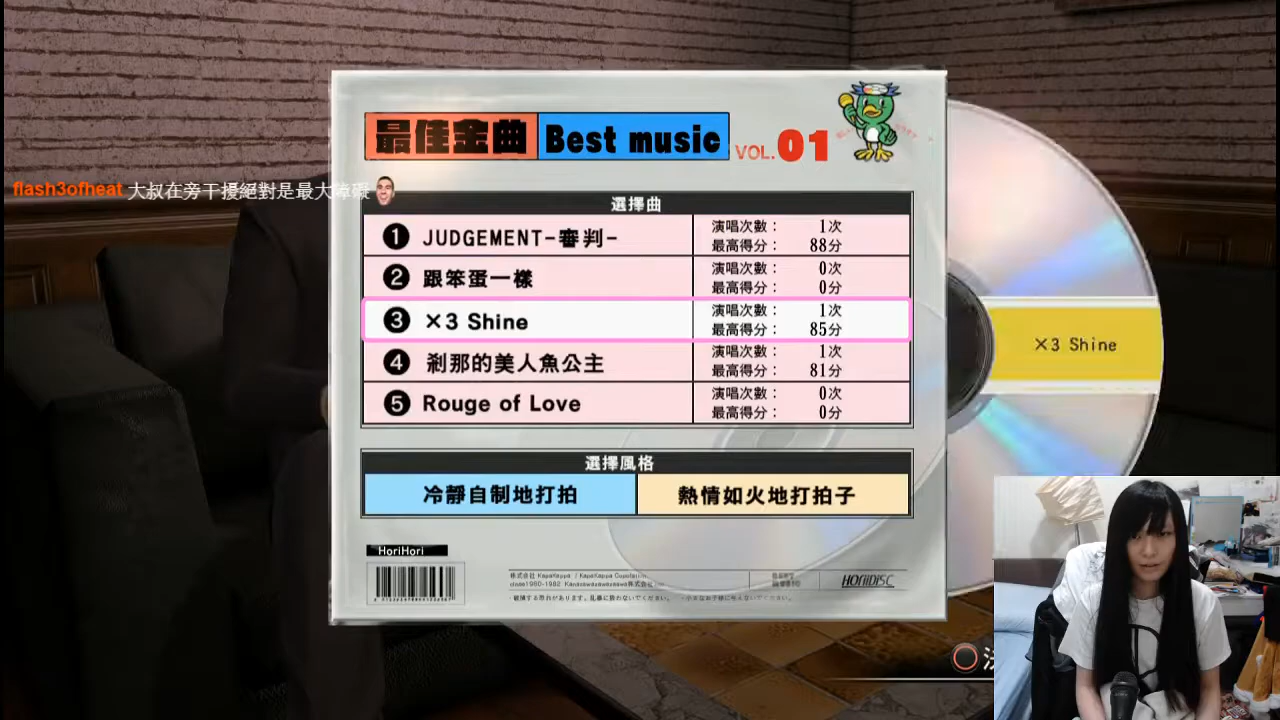 最佳金曲 Best music VOL.01
flash3ofheat 大叔在旁干擾絕對是最大障礙
選擇曲
1 JUDGEMENT-審判- 演唱次數： 1次
最高得分： 88分
2 跟笨蛋一樣 演唱次數： 0次
最高得分： 0分
3 ×3 Shine 演唱次數： 1次
最高得分： 85分
×3 Shine
4 剎那的美人魚公主 演唱次數： 1次
最高得分： 81分
5 Rouge of Love 演唱次數： 0次
最高得分： 0分
選擇風格
冷靜自制地打拍 熱情如火地打拍子
HoriHori
HORIDISC